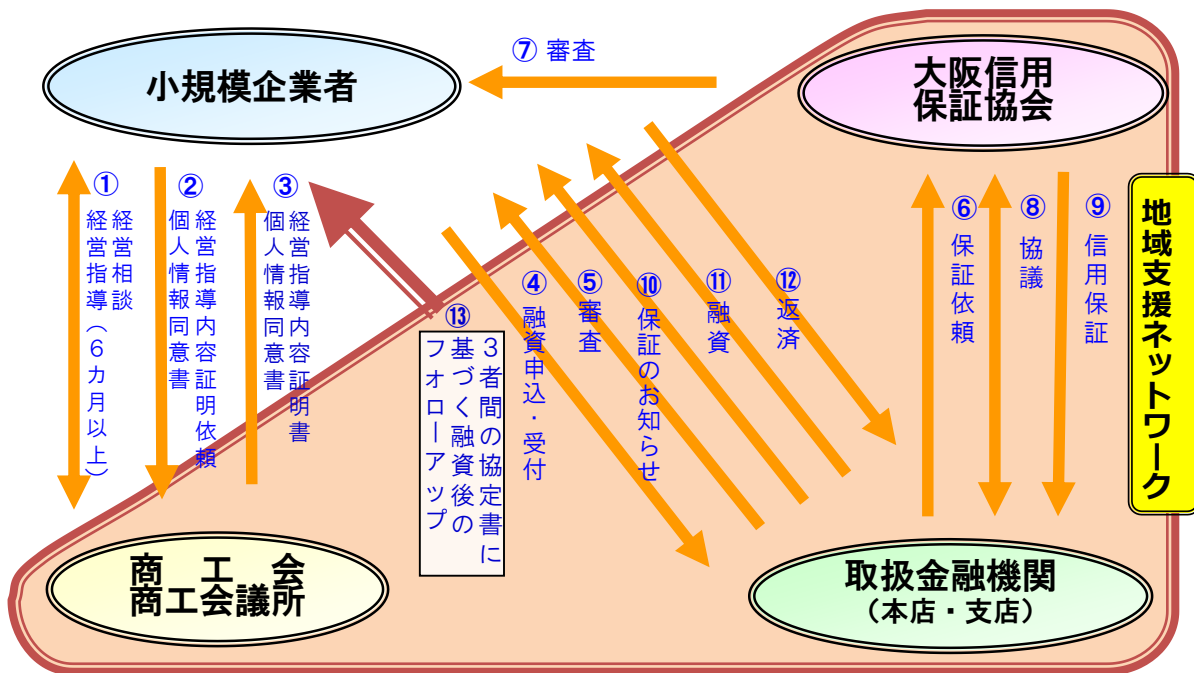 小規模企業者
⑦ 審査
大阪信用
保証協会
①
経営相談
経営指導(6カ月以上)
②
経営指導内容証明依頼
個人情報同意書
③
経営指導内容証明書
個人情報同意書
④
融資申込・受付
⑤
審査
⑩
保証のお知らせ
⑪
融資
⑫
返済
⑥
保証依頼
⑧
協議
⑨
信用保証
地域支援ネットワーク
⑬
3者間の協定書に
基づく融資後の
フォローアップ
商 工 会
商工会議所
取扱金融機関
(本店・支店)